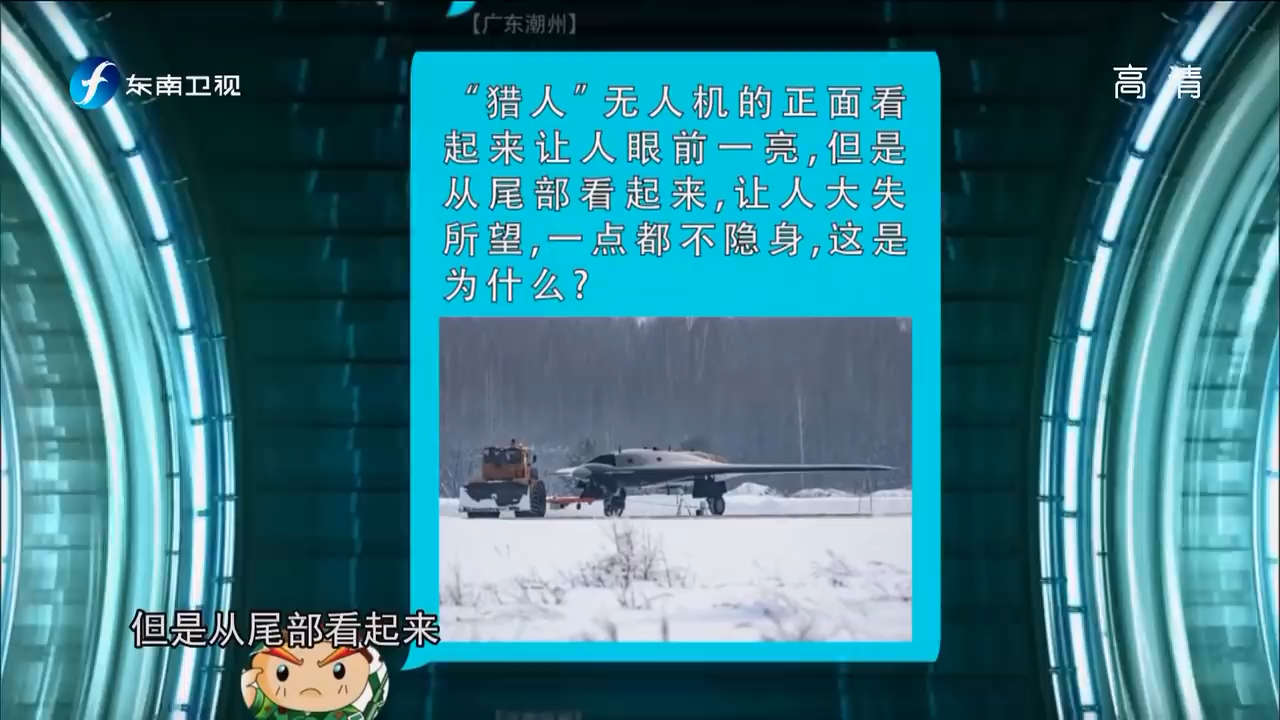 【广东潮州】
东南卫视
高清
“猎人”无人机的正面看
起来让人眼前一亮,但是
从尾部看起来,让人大失
所望,一点都不隐身,这是
为什么?
但是从尾部看起来